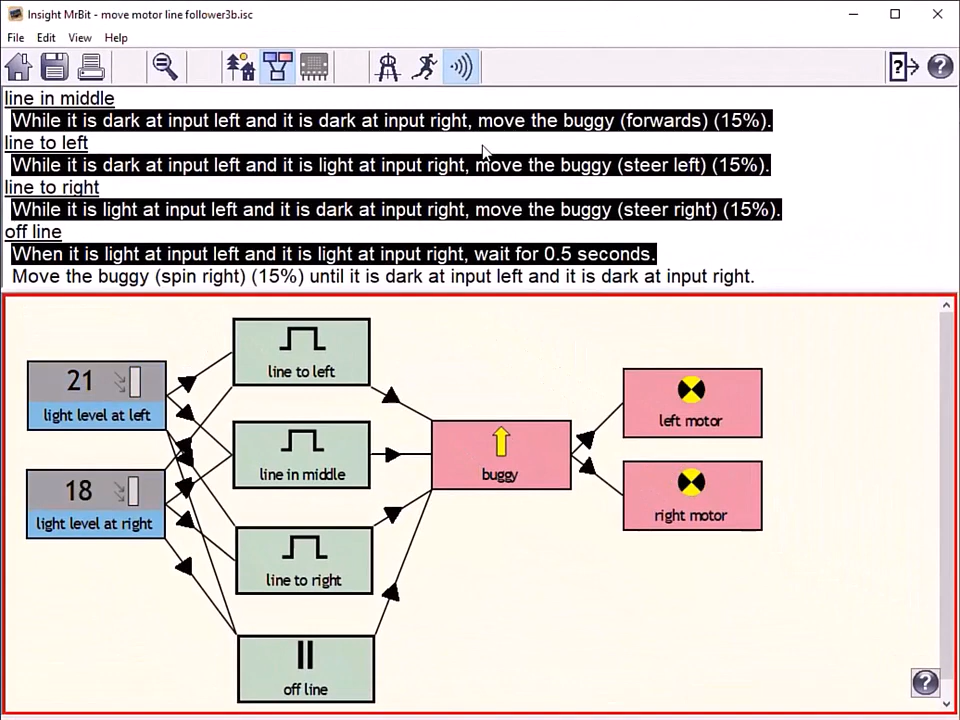 Insight MrBit - move motor line follower3b.isc
File Edit View Help
line in middle
While it is dark at input left and it is dark at input right, move the buggy (forwards) (15%).
line to left
While it is dark at input left and it is light at input right, move the buggy (steer left) (15%).
line to right
While it is light at input left and it is dark at input right, move the buggy (steer right) (15%).
off line
When it is light at input left and it is light at input right, wait for 0.5 seconds.
Move the buggy (spin right) (15%) until it is dark at input left and it is dark at input right.
line to left
21
light level at left
left motor
line in middle
buggy
18
light level at right
right motor
line to right
off line